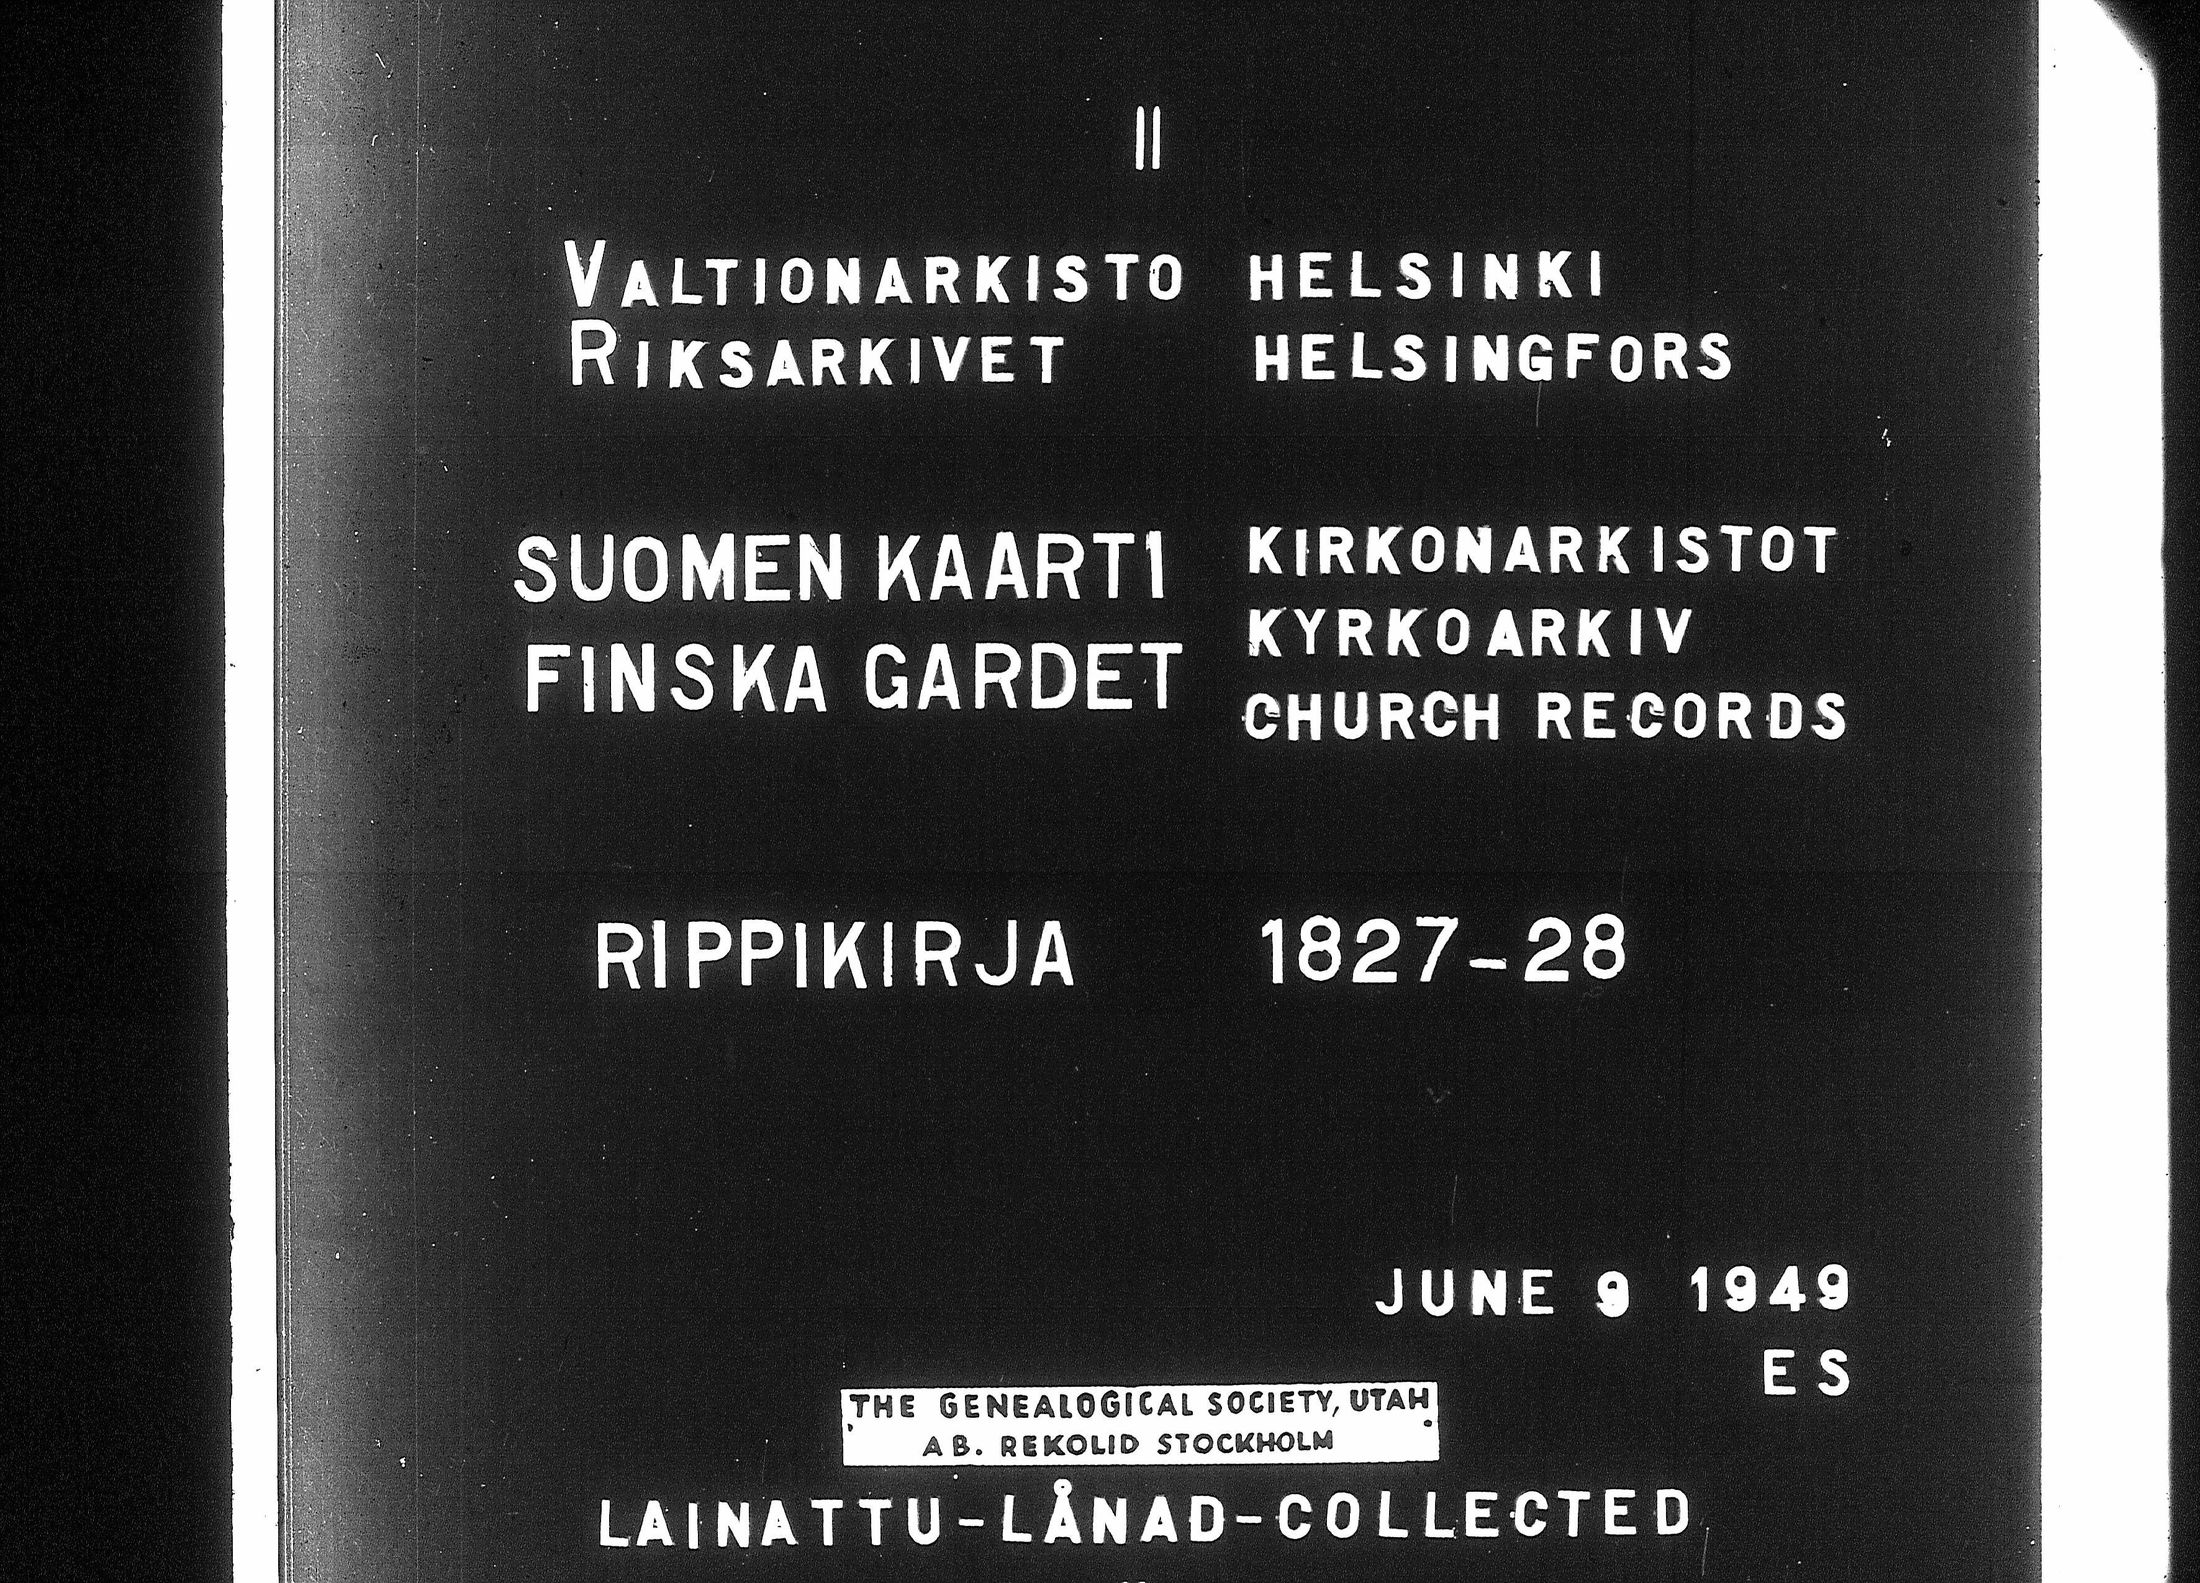 II
VALTIONARKISTO HELSINKI
RIKSARKIVET HELSINGFORS
SUOMEN KAARTI
FINSKA GARDET
KIRKONARKISTOT
KYRKOARKIV
CHURCH RECORDS
RIPPIKIRJA 1827-28
JUNE 9 1949
ES
THE GENEALOGICAL SOCIETY, UTAH
AB. REKOLID STOCKHOLM
LAINATTU-LÅNAD-COLLECTED